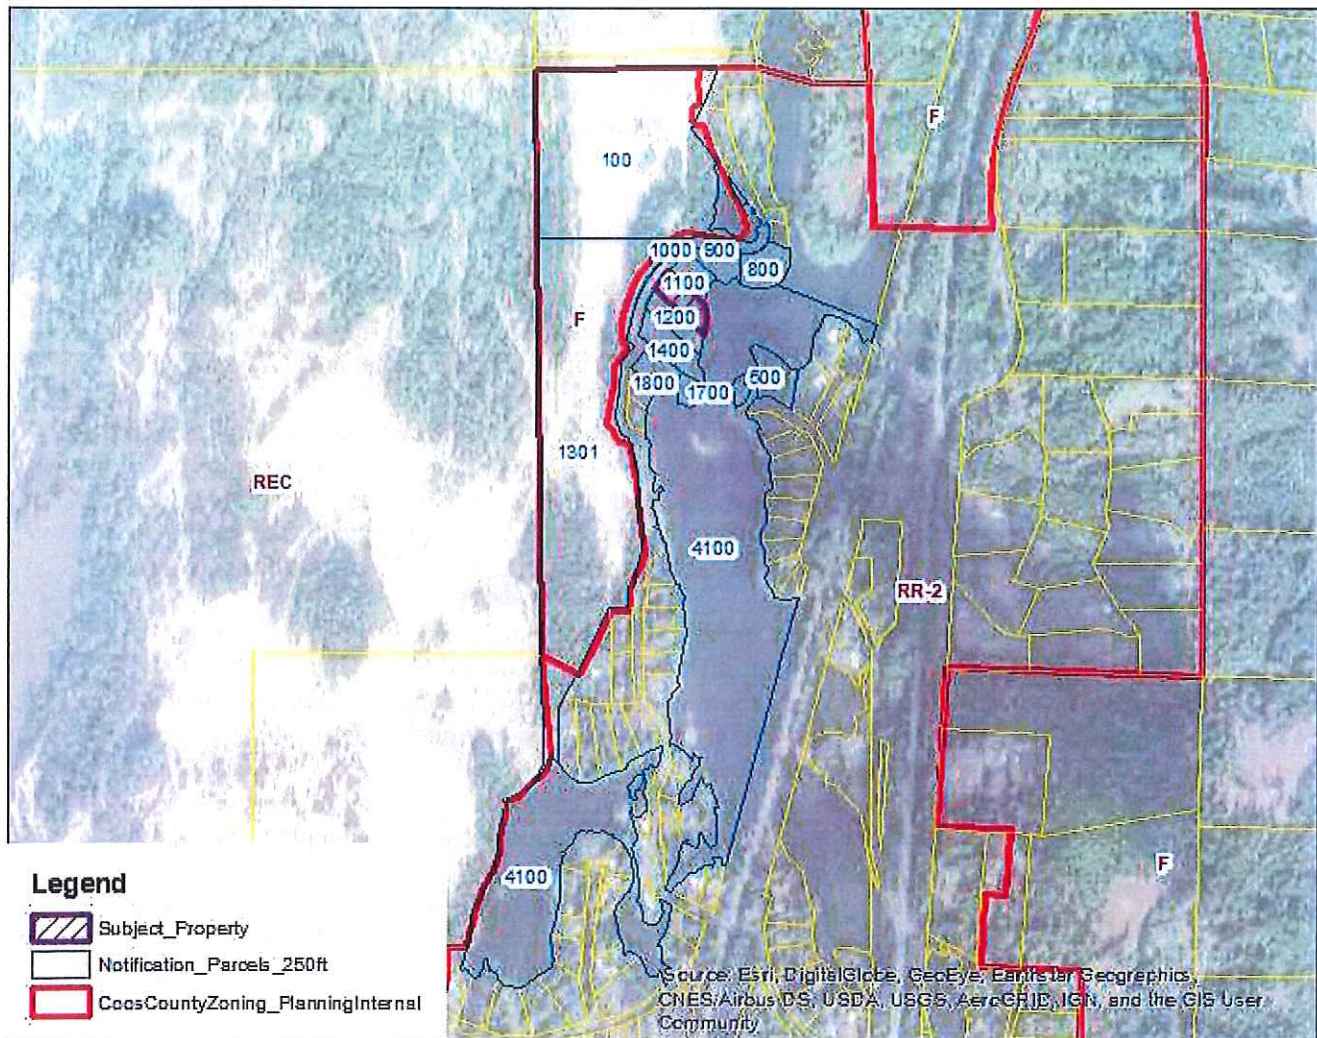 F
100
1000
900
800
1100
F
1200
1400
1800
1700
500
1301
REC
4100
RR-2
F
4100
Legend
Subject_Property
Notification_Parcels_250ft
CoosCountyZoning_PlanningInternal
Source: Esri, DigitalGlobe, GeoEye, Earthstar Geographics,
CNES/Airbus DS, USDA, USGS, AeroGRID, IGN, and the GIS User
Community